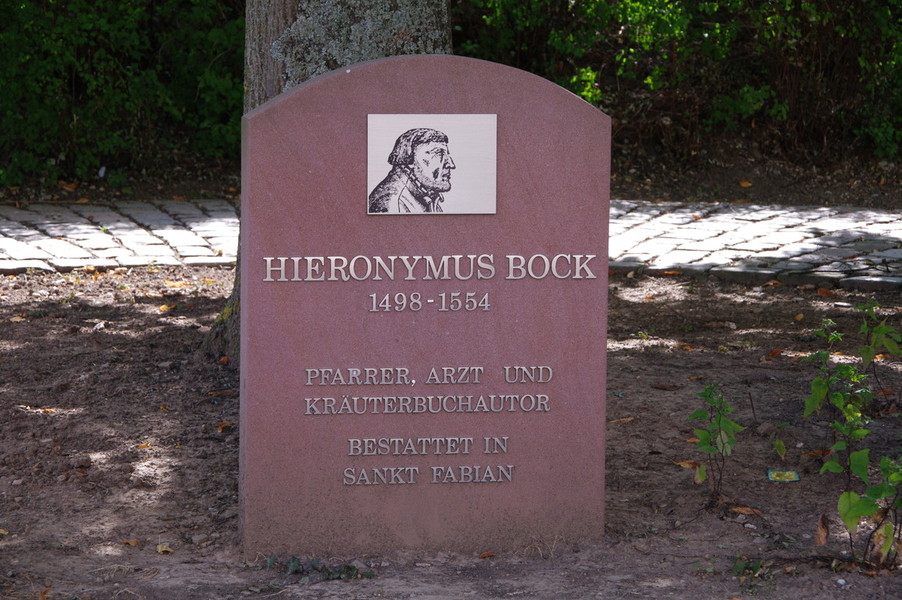 HIERONYMUS BOCK
1498-1554
PFARRER, ARZT UND
KRÄUTERBUCHAUTOR
BESTATTET IN
SANKT FABIAN